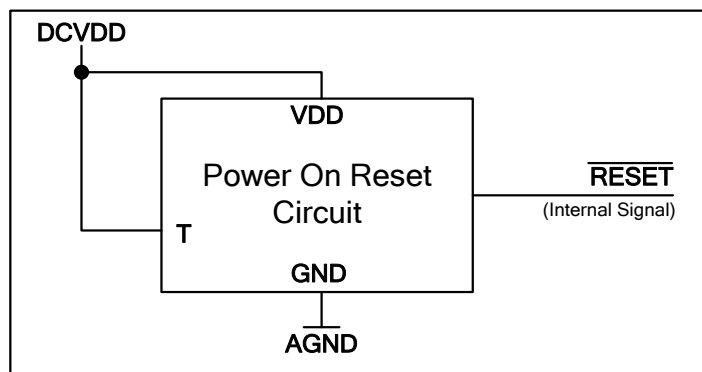 DCVDD
VDD
Power On Reset
Circuit
T
GND
AGND
RESET
(Internal Signal)